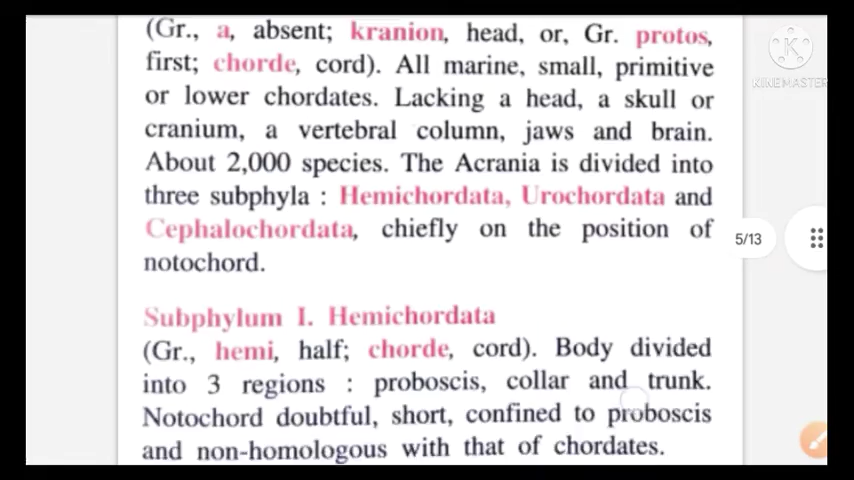 (Gr., a, absent; kranion, head, or, Gr. protos,
first; chorde, cord). All marine, small, primitive
or lower chordates. Lacking a head, a skull or
cranium, a vertebral column, jaws and brain.
About 2,000 species. The Acrania is divided into
three subphyla : Hemichordata, Urochordata and
Cephalochordata, chiefly on the position of
notochord.
Subphylum I. Hemichordata
(Gr., hemi, half; chorde, cord). Body divided
into 3 regions : proboscis, collar and trunk.
Notochord doubtful, short, confined to proboscis
and non-homologous with that of chordates.
K
KINEMASTER
5/13